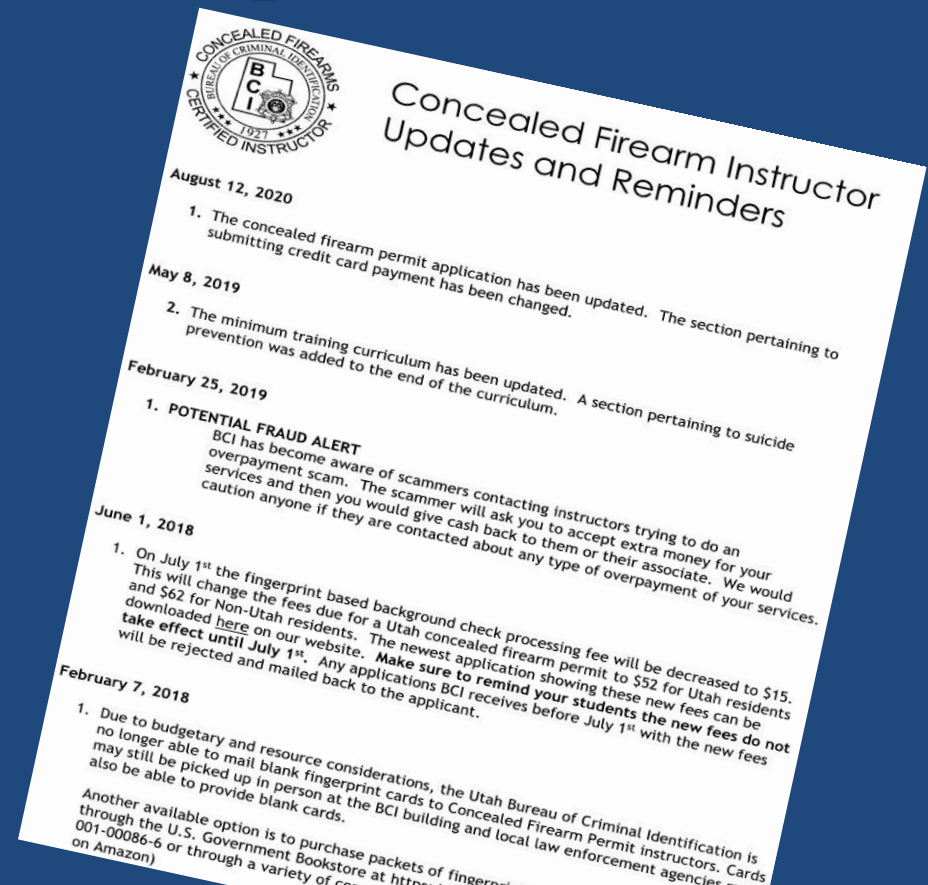 CONCEALED FIREARMS
BUREAU OF CRIMINAL IDENTIFICATION
BCI
1927
CERTIFIED INSTRUCTOR
Concealed Firearm Instructor
Updates and Reminders
August 12, 2020
1. The concealed firearm permit application has been updated. The section pertaining to
submitting credit card payment has been changed.
May 8, 2019
2. The minimum training curriculum has been updated. A section pertaining to suicide
prevention was added to the end of the curriculum.
February 25, 2019
1. POTENTIAL FRAUD ALERT
BCI has become aware of scammers contacting instructors trying to do an
overpayment scam. The scammer will ask you to accept extra money for your
services and then you would give cash back to them or their associate. We would
caution anyone if they are contacted about any type of overpayment of your services.
June 1, 2018
1. On July 1st the fingerprint based background check processing fee will be decreased to $15.
This will change the fees due for a Utah concealed firearm permit to $52 for Utah residents
and $62 for Non-Utah residents. The newest application showing these new fees can be
downloaded here on our website. Make sure to remind your students the new fees do not
take effect until July 1st. Any applications BCI receives before July 1st with the new fees
will be rejected and mailed back to the applicant.
February 7, 2018
1. Due to budgetary and resource considerations, the Utah Bureau of Criminal Identification is
no longer able to mail blank fingerprint cards to Concealed Firearm Permit instructors. Cards
may still be picked up in person at the BCI building and local law enforcement agencies
also be able to provide blank cards.
Another available option is to purchase packets of
through the U.S. Government Bookstore at
001-00086-6 or through a variety of
on Amazon)